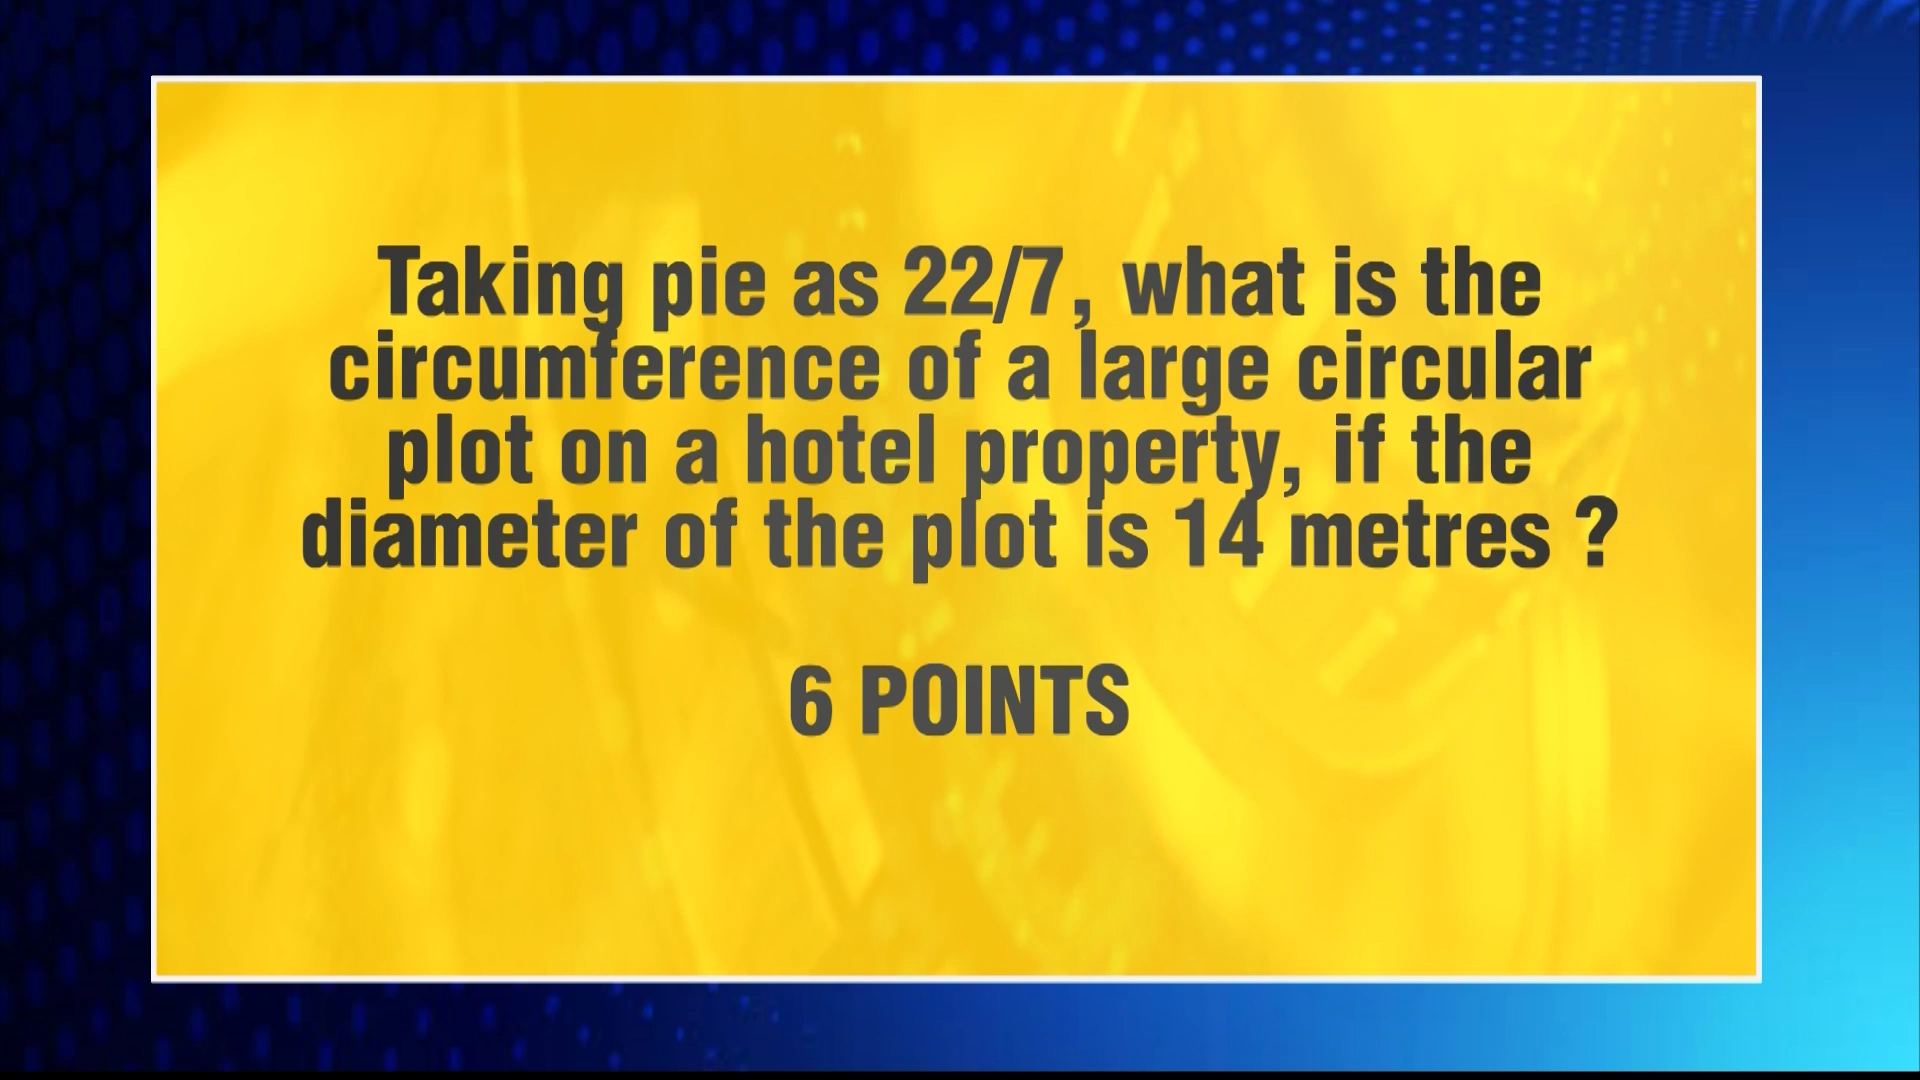 Taking pie as 22/7, what is the
circumference of a large circular
plot on a hotel property, if the
diameter of the plot is 14 metres ?
6 POINTS